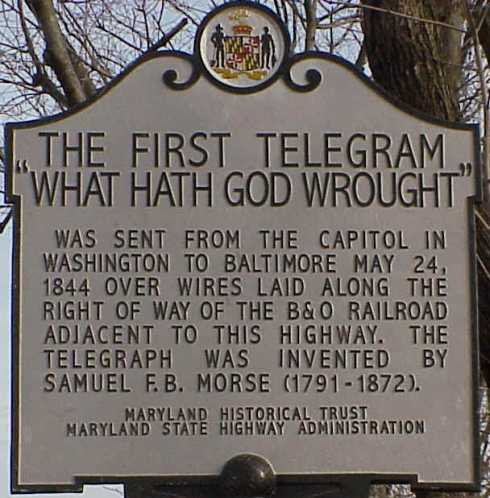 THE FIRST TELEGRAM
"WHAT HATH GOD WROUGHT"
WAS SENT FROM THE CAPITOL IN
WASHINGTON TO BALTIMORE MAY 24,
1844 OVER WIRES LAID ALONG THE
RIGHT OF WAY OF THE B&O RAILROAD
ADJACENT TO THIS HIGHWAY. THE
TELEGRAPH WAS INVENTED BY
SAMUEL F.B. MORSE (1791-1872).
MARYLAND HISTORICAL TRUST
MARYLAND STATE HIGHWAY ADMINISTRATION